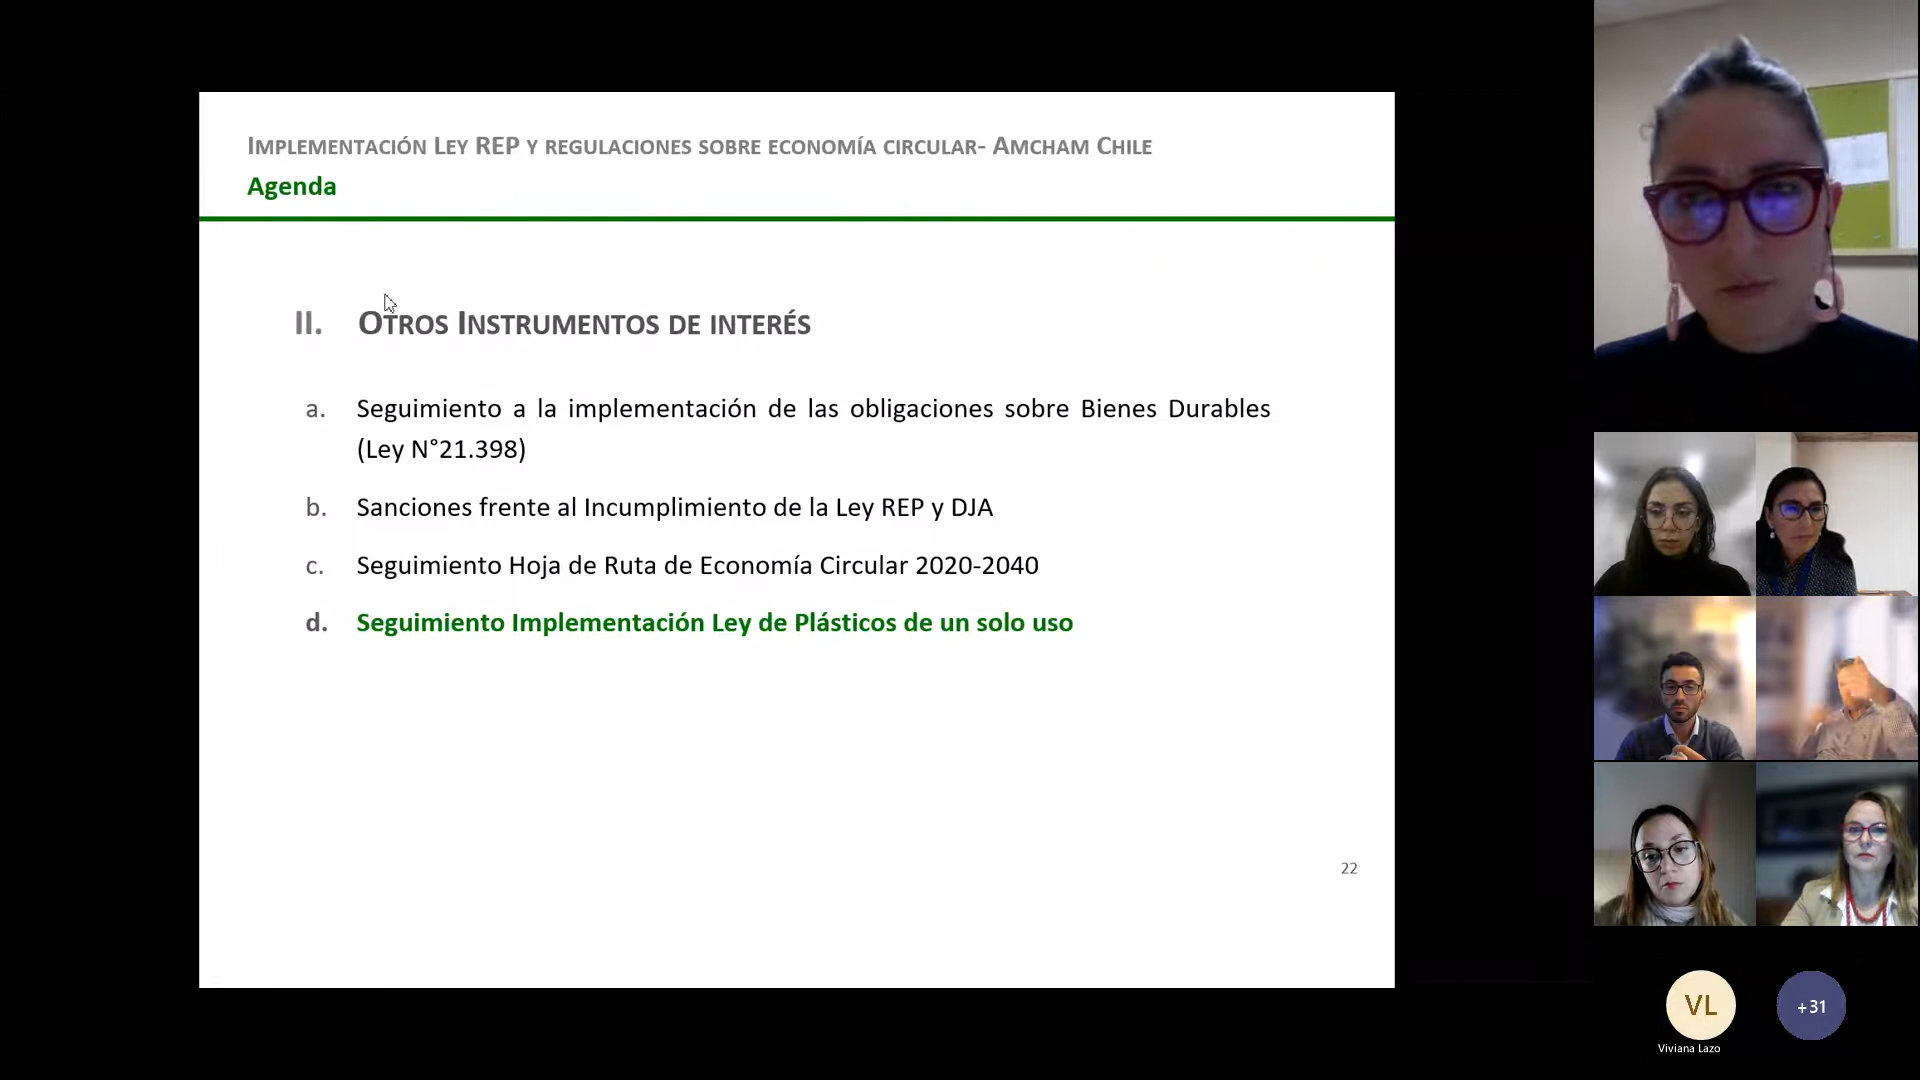 Implementación Ley REP y regulaciones sobre economía circular- Amcham Chile
Agenda
II. Otros Instrumentos de interés
a. Seguimiento a la implementación de las obligaciones sobre Bienes Durables
(Ley N°21.398)
b. Sanciones frente al Incumplimiento de la Ley REP y DJA
c. Seguimiento Hoja de Ruta de Economía Circular 2020-2040
d. Seguimiento Implementación Ley de Plásticos de un solo uso
22
VL
+31
Viviana Lazo